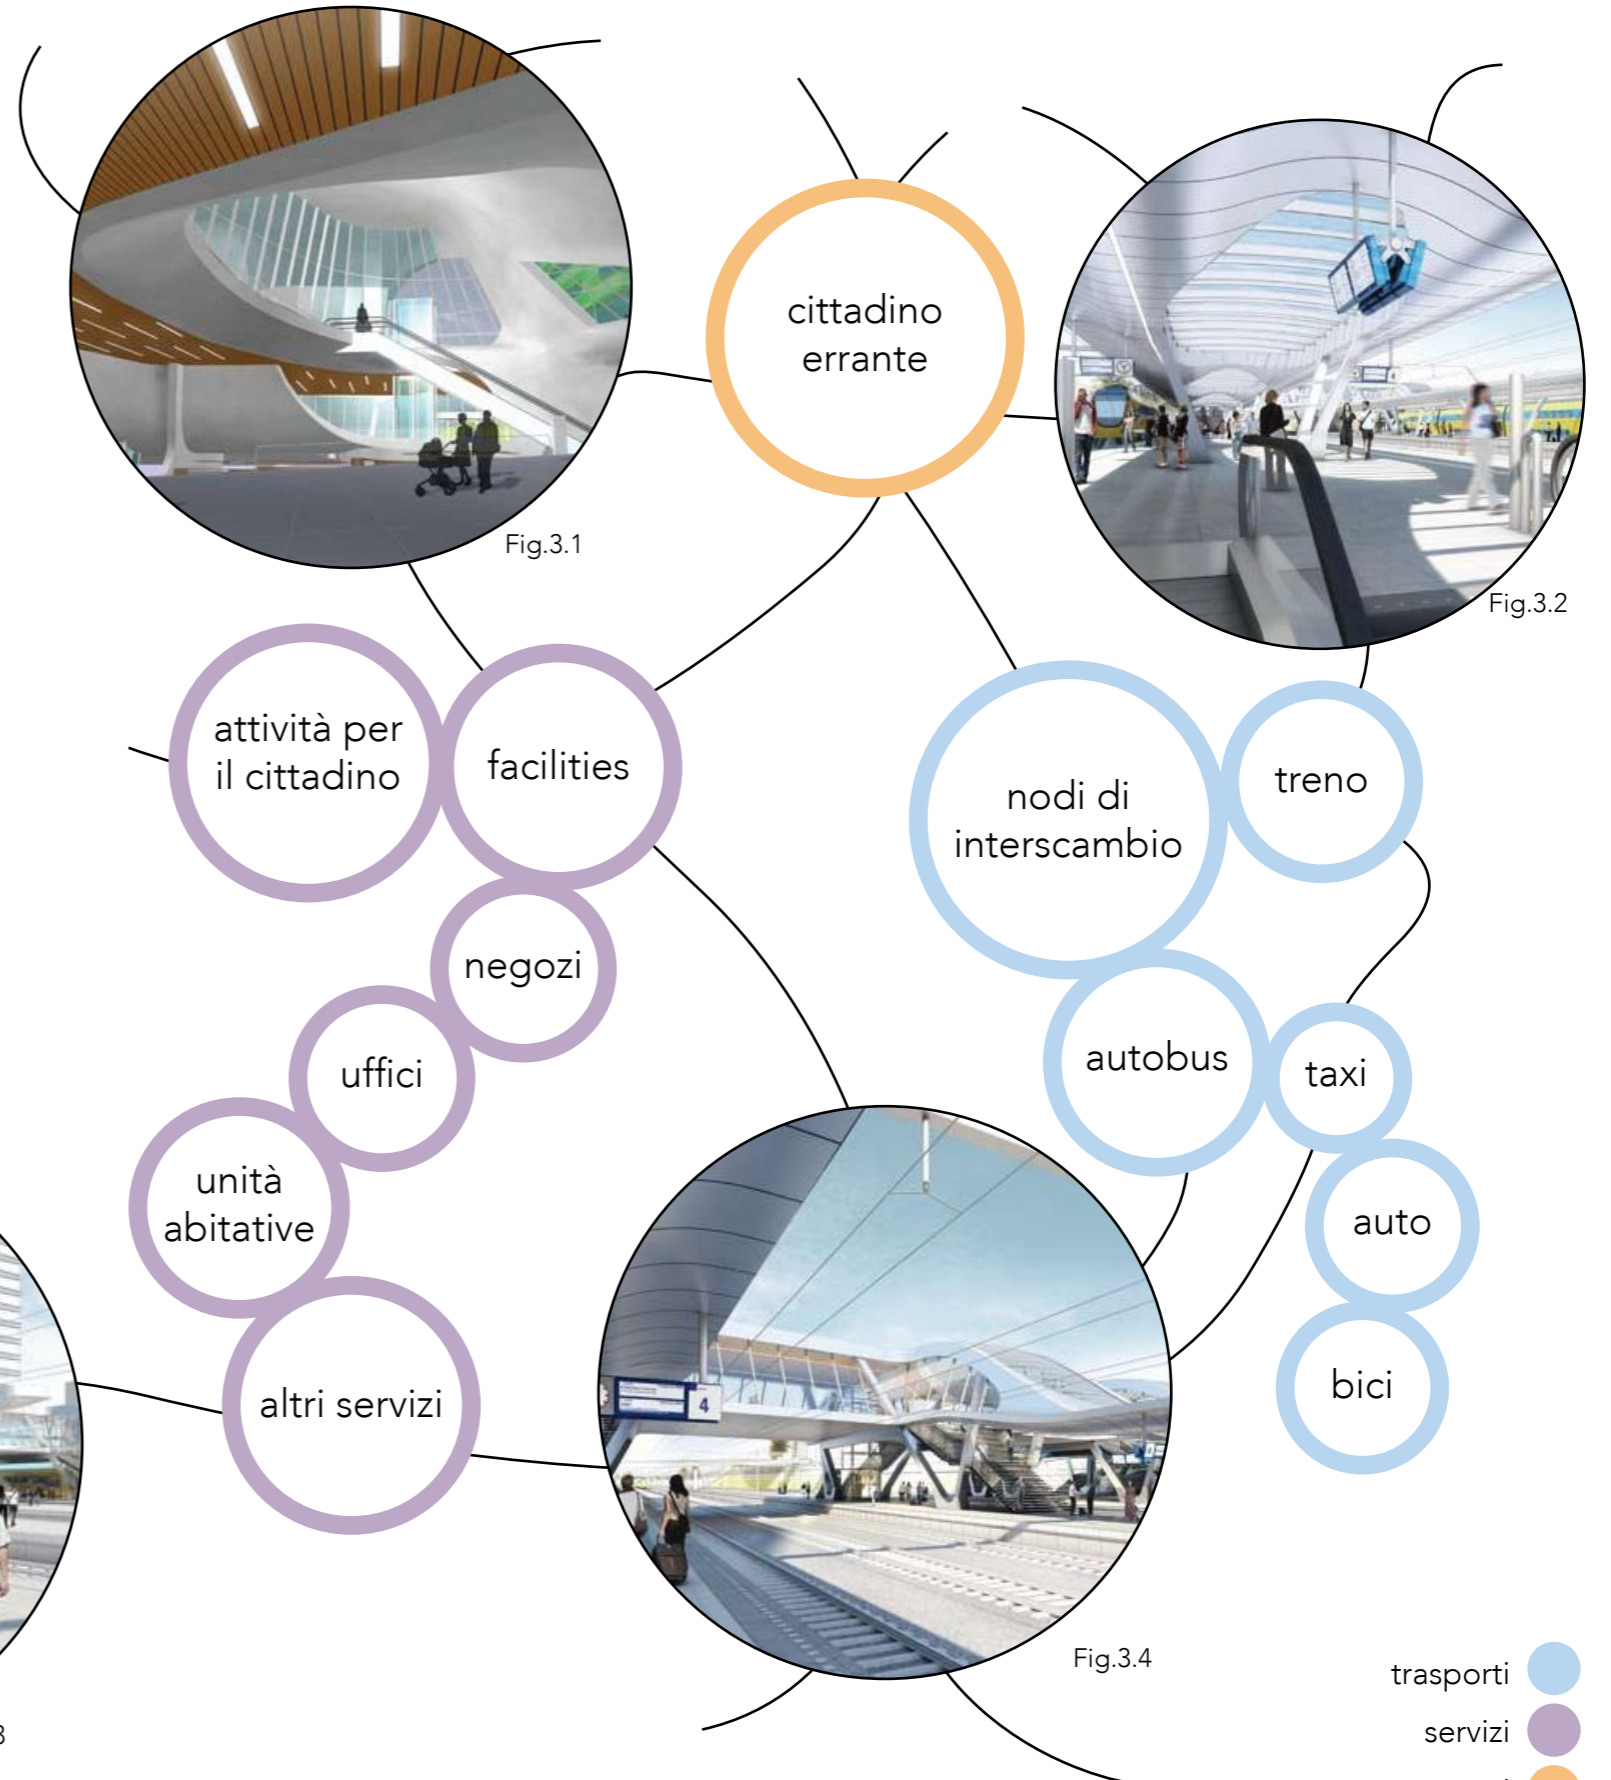 cittadino
errante
Fig.3.1
Fig.3.2
attività per
il cittadino
facilities
nodi di
interscambio
treno
negozi
uffici
autobus
taxi
unità
abitative
auto
altri servizi
bici
4
Fig.3.4
trasporti
servizi
3